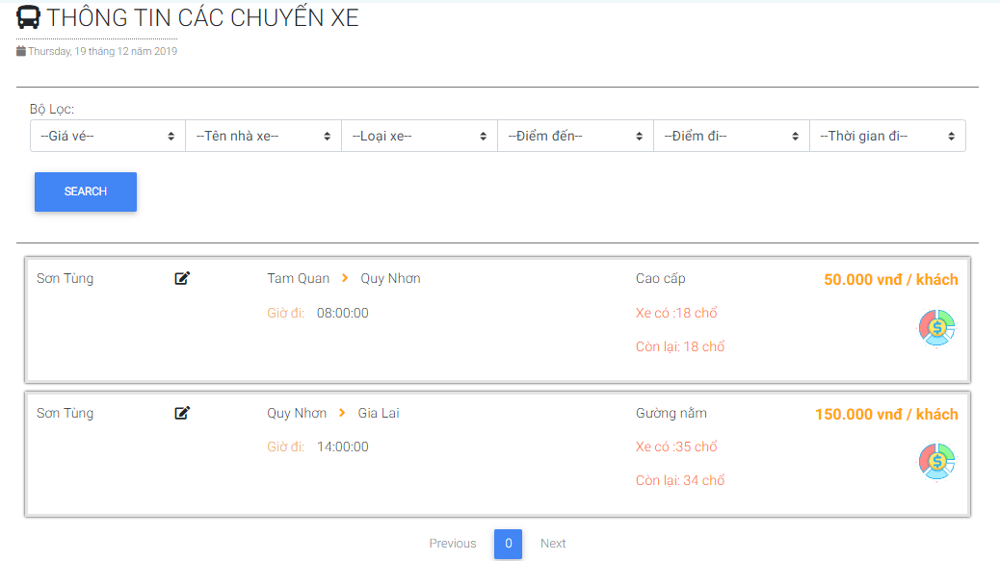 THÔNG TIN CÁC CHUYẾN XE
Thursday, 19 tháng 12 năm 2019
Bộ Lọc:
--Giá vé-- --Tên nhà xe-- --Loại xe-- --Điểm đến-- --Điểm đi-- --Thời gian đi--
SEARCH
Sơn Tùng Tam Quan Quy Nhơn Cao cấp 50.000 vnđ / khách
Giờ đi: 08:00:00 Xe có :18 chổ
Còn lại: 18 chổ
Sơn Tùng Quy Nhơn Gia Lai Gường nằm 150.000 vnđ / khách
Giờ đi: 14:00:00 Xe có :35 chổ
Còn lại: 34 chổ
Previous 0 Next